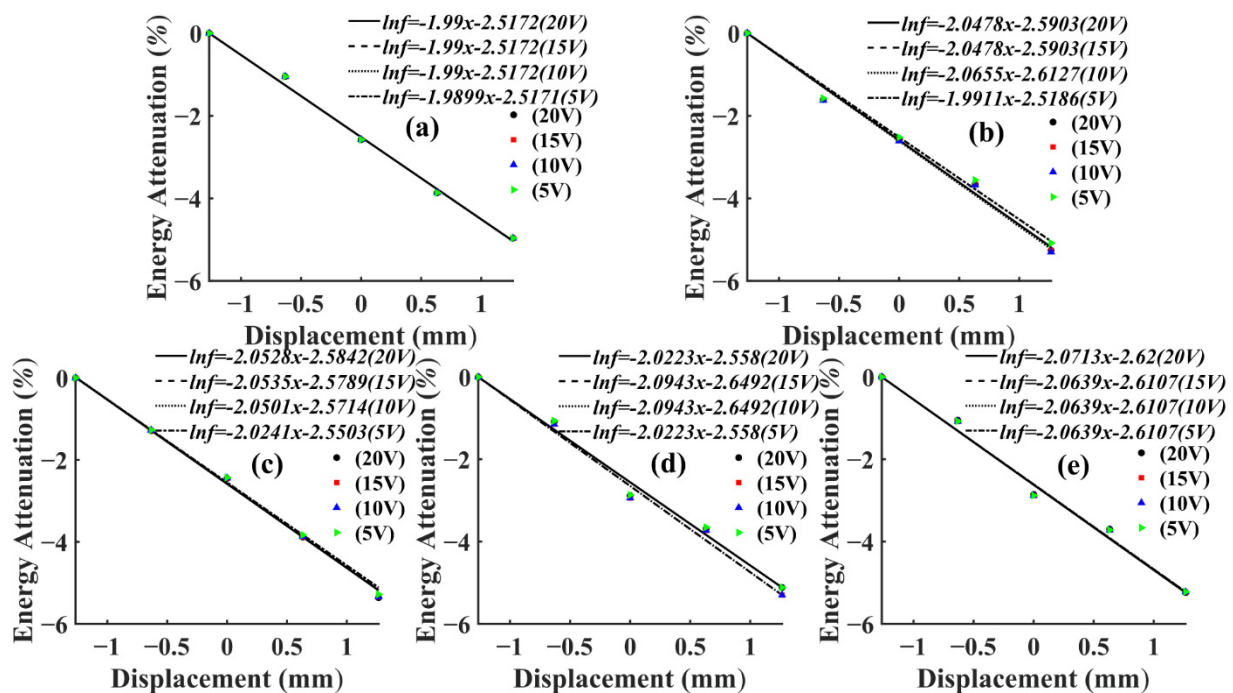 Energy Attenuation (%)
0
−2
−4
−6
−1
−0.5
0
0.5
1
Displacement (mm)
lnf=-1.99x-2.5172(20V)
lnf=-1.99x-2.5172(15V)
lnf=-1.99x-2.5172(10V)
lnf=-1.9899x-2.5171(5V)
(a)
(20V)
(15V)
(10V)
(5V)
Energy Attenuation (%)
0
−2
−4
−6
−1
−0.5
0
0.5
1
Displacement (mm)
lnf=-2.0478x-2.5903(20V)
lnf=-2.0478x-2.5903(15V)
lnf=-2.0655x-2.6127(10V)
lnf=-1.9911x-2.5186(5V)
(b)
(20V)
(15V)
(10V)
(5V)
Energy Attenuation (%)
0
−2
−4
−6
−1
−0.5
0
0.5
1
Displacement (mm)
lnf=-2.0528x-2.5842(20V)
lnf=-2.0535x-2.5789(15V)
lnf=-2.0501x-2.5714(10V)
lnf=-2.0241x-2.5503(5V)
(c)
(20V)
(15V)
(10V)
(5V)
Energy Attenuation (%)
0
−2
−4
−6
−1
−0.5
0
0.5
1
Displacement (mm)
lnf=-2.0223x-2.558(20V)
lnf=-2.0943x-2.6492(15V)
lnf=-2.0943x-2.6492(10V)
lnf=-2.0223x-2.558(5V)
(d)
(20V)
(15V)
(10V)
(5V)
Energy Attenuation (%)
0
−2
−4
−6
−1
−0.5
0
0.5
1
Displacement (mm)
lnf=-2.0713x-2.62(20V)
lnf=-2.0639x-2.6107(15V)
lnf=-2.0639x-2.6107(10V)
lnf=-2.0639x-2.6107(5V)
(e)
(20V)
(15V)
(10V)
(5V)